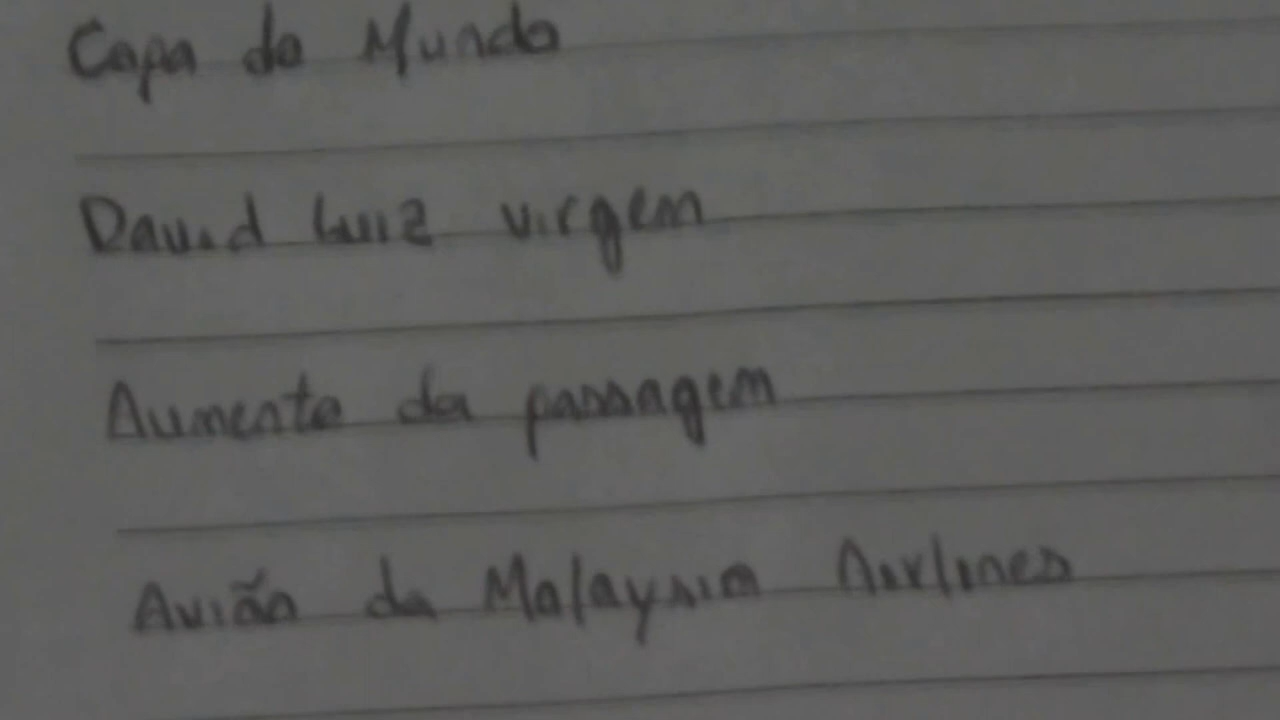 Copa do Mundo
David Luiz virgem
Aumento da passagem
Avião da Malaysia Airlines